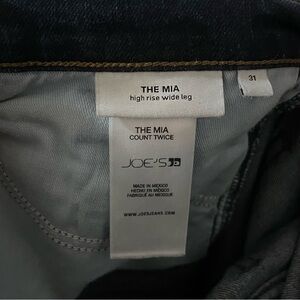 THE MIA
high rise wide leg
31
THE MIA
COUNT TWICE
JOE'S
MADE IN MEXICO
HECHO EN MÉXICO
FABRIQUÉ AU MEXIQUE
WWW.JOESJEANS.COM